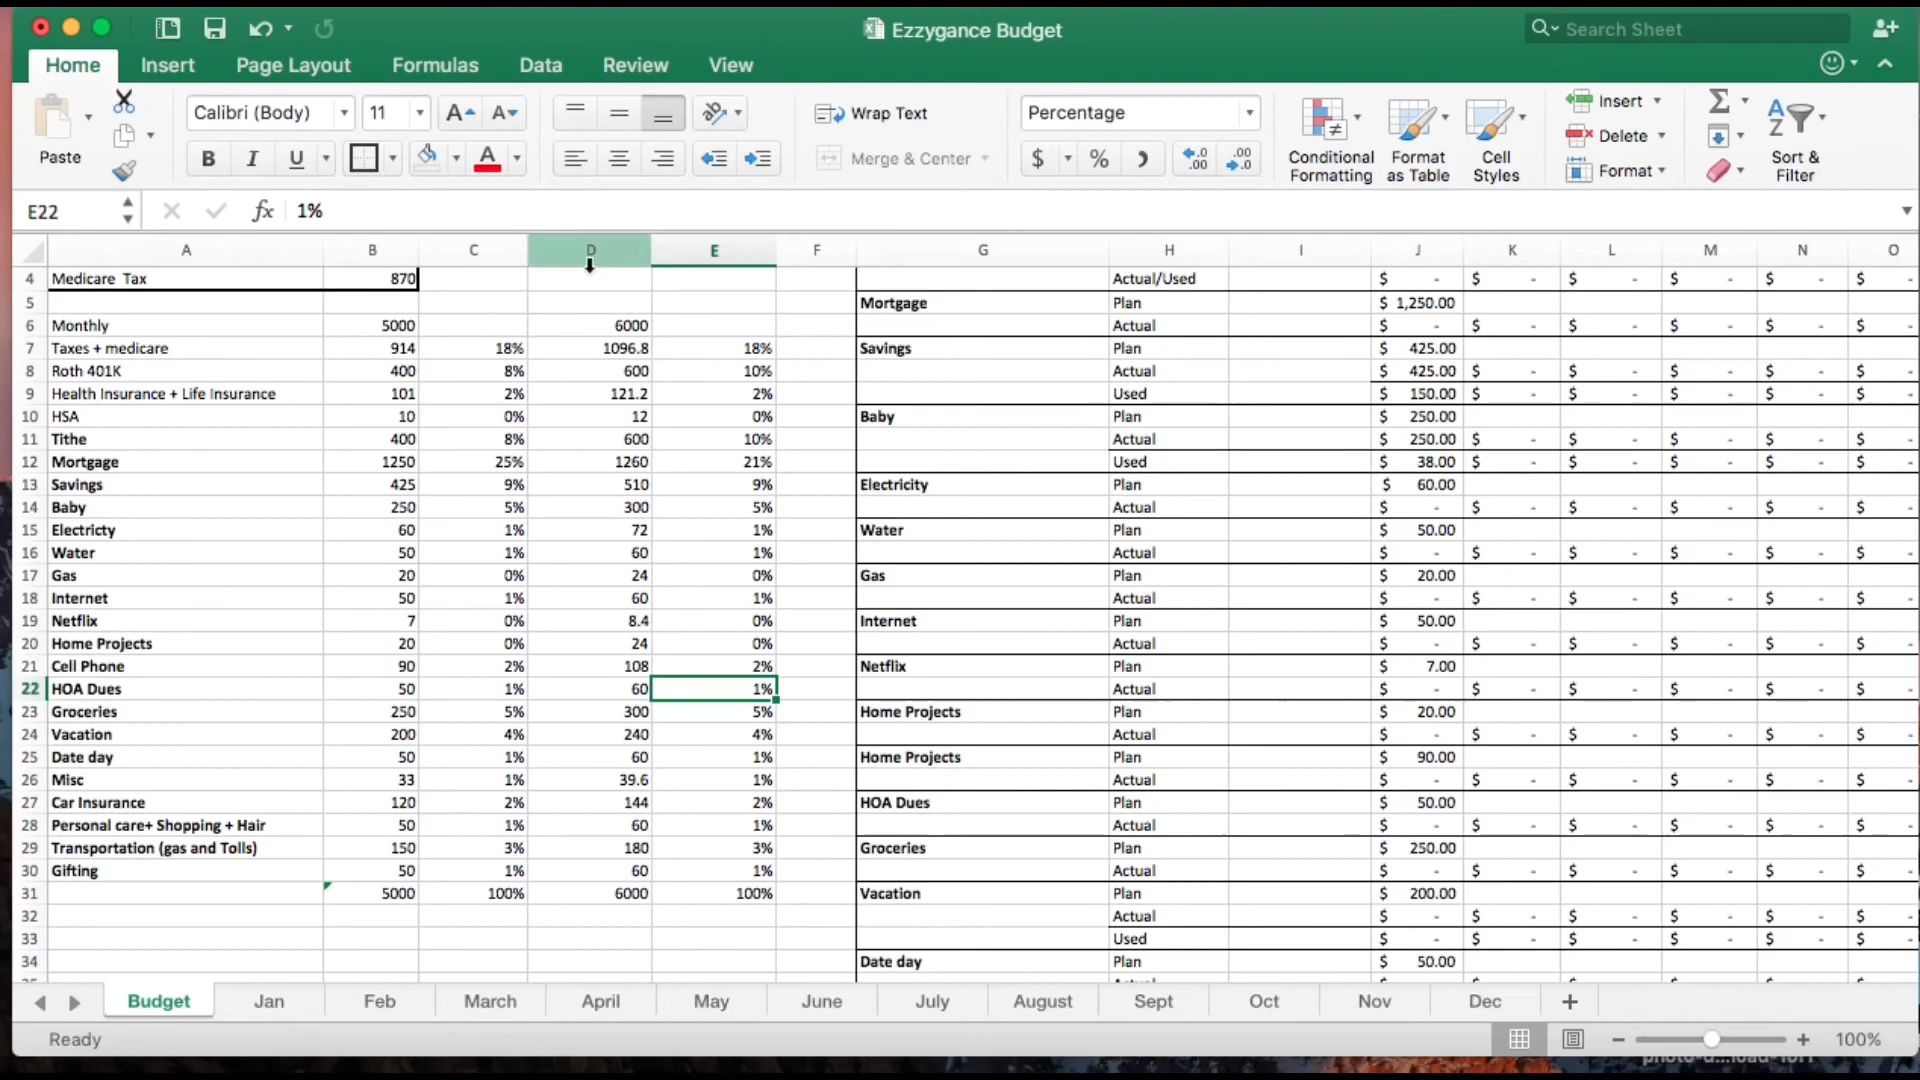 Ezzygance Budget
Search Sheet
Home Insert Page Layout Formulas Data Review View
Paste
Calibri (Body) 11
Wrap Text
Merge & Center
Percentage
Conditional Formatting
Format as Table
Cell Styles
Insert
Delete
Format
Sort & Filter
E22 fx 1%
A B C D E F G H I J K L M N O
4 Medicare Tax 870 Actual/Used $ - $ - $ - $ - $ - $ -
5 Mortgage Plan $ 1,250.00
6 Monthly 5000 6000 Actual $ - $ - $ - $ - $ - $ -
7 Taxes + medicare 914 18% 1096.8 18% Savings Plan $ 425.00
8 Roth 401K 400 8% 600 10% Actual $ 425.00 $ - $ - $ - $ - $ -
9 Health Insurance + Life Insurance 101 2% 121.2 2% Used $ 150.00 $ - $ - $ - $ - $ -
10 HSA 10 0% 12 0% Baby Plan $ 250.00
11 Tithe 400 8% 600 10% Actual $ 250.00 $ - $ - $ - $ - $ -
12 Mortgage 1250 25% 1260 21% Used $ 38.00 $ - $ - $ - $ - $ -
13 Savings 425 9% 510 9% Electricity Plan $ 60.00
14 Baby 250 5% 300 5% Actual $ - $ - $ - $ - $ - $ -
15 Electricty 60 1% 72 1% Water Plan $ 50.00
16 Water 50 1% 60 1% Actual $ - $ - $ - $ - $ - $ -
17 Gas 20 0% 24 0% Gas Plan $ 20.00
18 Internet 50 1% 60 1% Actual $ - $ - $ - $ - $ - $ -
19 Netflix 7 0% 8.4 0% Internet Plan $ 50.00
20 Home Projects 20 0% 24 0% Actual $ - $ - $ - $ - $ - $ -
21 Cell Phone 90 2% 108 2% Netflix Plan $ 7.00
22 HOA Dues 50 1% 60 1% Actual $ - $ - $ - $ - $ - $ -
23 Groceries 250 5% 300 5% Home Projects Plan $ 20.00
24 Vacation 200 4% 240 4% Actual $ - $ - $ - $ - $ - $ -
25 Date day 50 1% 60 1% Home Projects Plan $ 90.00
26 Misc 33 1% 39.6 1% Actual $ - $ - $ - $ - $ - $ -
27 Car Insurance 120 2% 144 2% HOA Dues Plan $ 50.00
28 Personal care+ Shopping + Hair 50 1% 60 1% Actual $ - $ - $ - $ - $ - $ -
29 Transportation (gas and Tolls) 150 3% 180 3% Groceries Plan $ 250.00
30 Gifting 50 1% 60 1% Actual $ - $ - $ - $ - $ - $ -
31 5000 100% 6000 100% Vacation Plan $ 200.00
32 Actual $ - $ - $ - $ - $ - $ -
33 Used $ - $ - $ - $ - $ - $ -
34 Date day Plan $ 50.00
Budget Jan Feb March April May June July August Sept Oct Nov Dec
Ready 100%